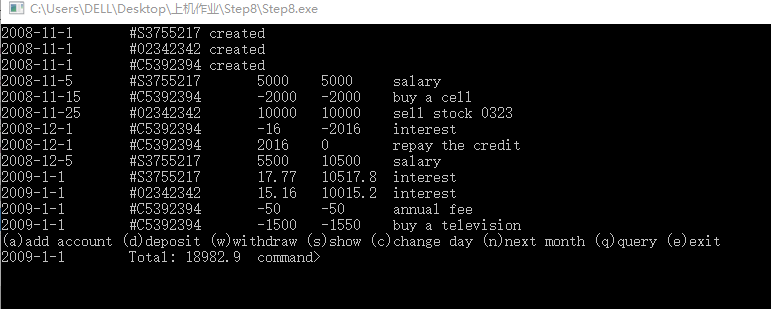 C:\Users\DELL\Desktop\上机作业\Step8\Step8.exe
2008-11-1 #S3755217 created
2008-11-1 #02342342 created
2008-11-1 #C5392394 created
2008-11-5 #S3755217 5000 5000 salary
2008-11-15 #C5392394 -2000 -2000 buy a cell
2008-11-25 #02342342 10000 10000 sell stock 0323
2008-12-1 #C5392394 -16 -2016 interest
2008-12-1 #C5392394 2016 0 repay the credit
2008-12-5 #S3755217 5500 10500 salary
2009-1-1 #S3755217 17.77 10517.8 interest
2009-1-1 #02342342 15.16 10015.2 interest
2009-1-1 #C5392394 -50 -50 annual fee
2009-1-1 #C5392394 -1500 -1550 buy a television
(a)add account (d)deposit (w)withdraw (s)show (c)change day (n)next month (q)query (e)exit
2009-1-1 Total: 18982.9 command>